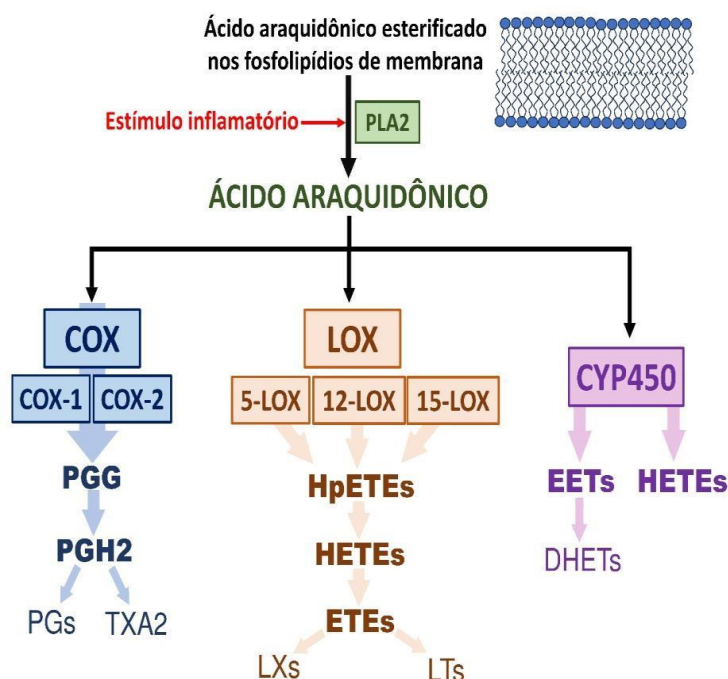 Ácido araquidônico esterificado
nos fosfolipídios de membrana
Estímulo inflamatório
PLA2
ÁCIDO ARAQUIDÔNICO
COX
COX-1
COX-2
PGG
PGH2
PGs
TXA2
LOX
5-LOX
12-LOX
15-LOX
HpETEs
HETEs
ETEs
LXs
LTs
CYP450
EETs
HETEs
DHETs